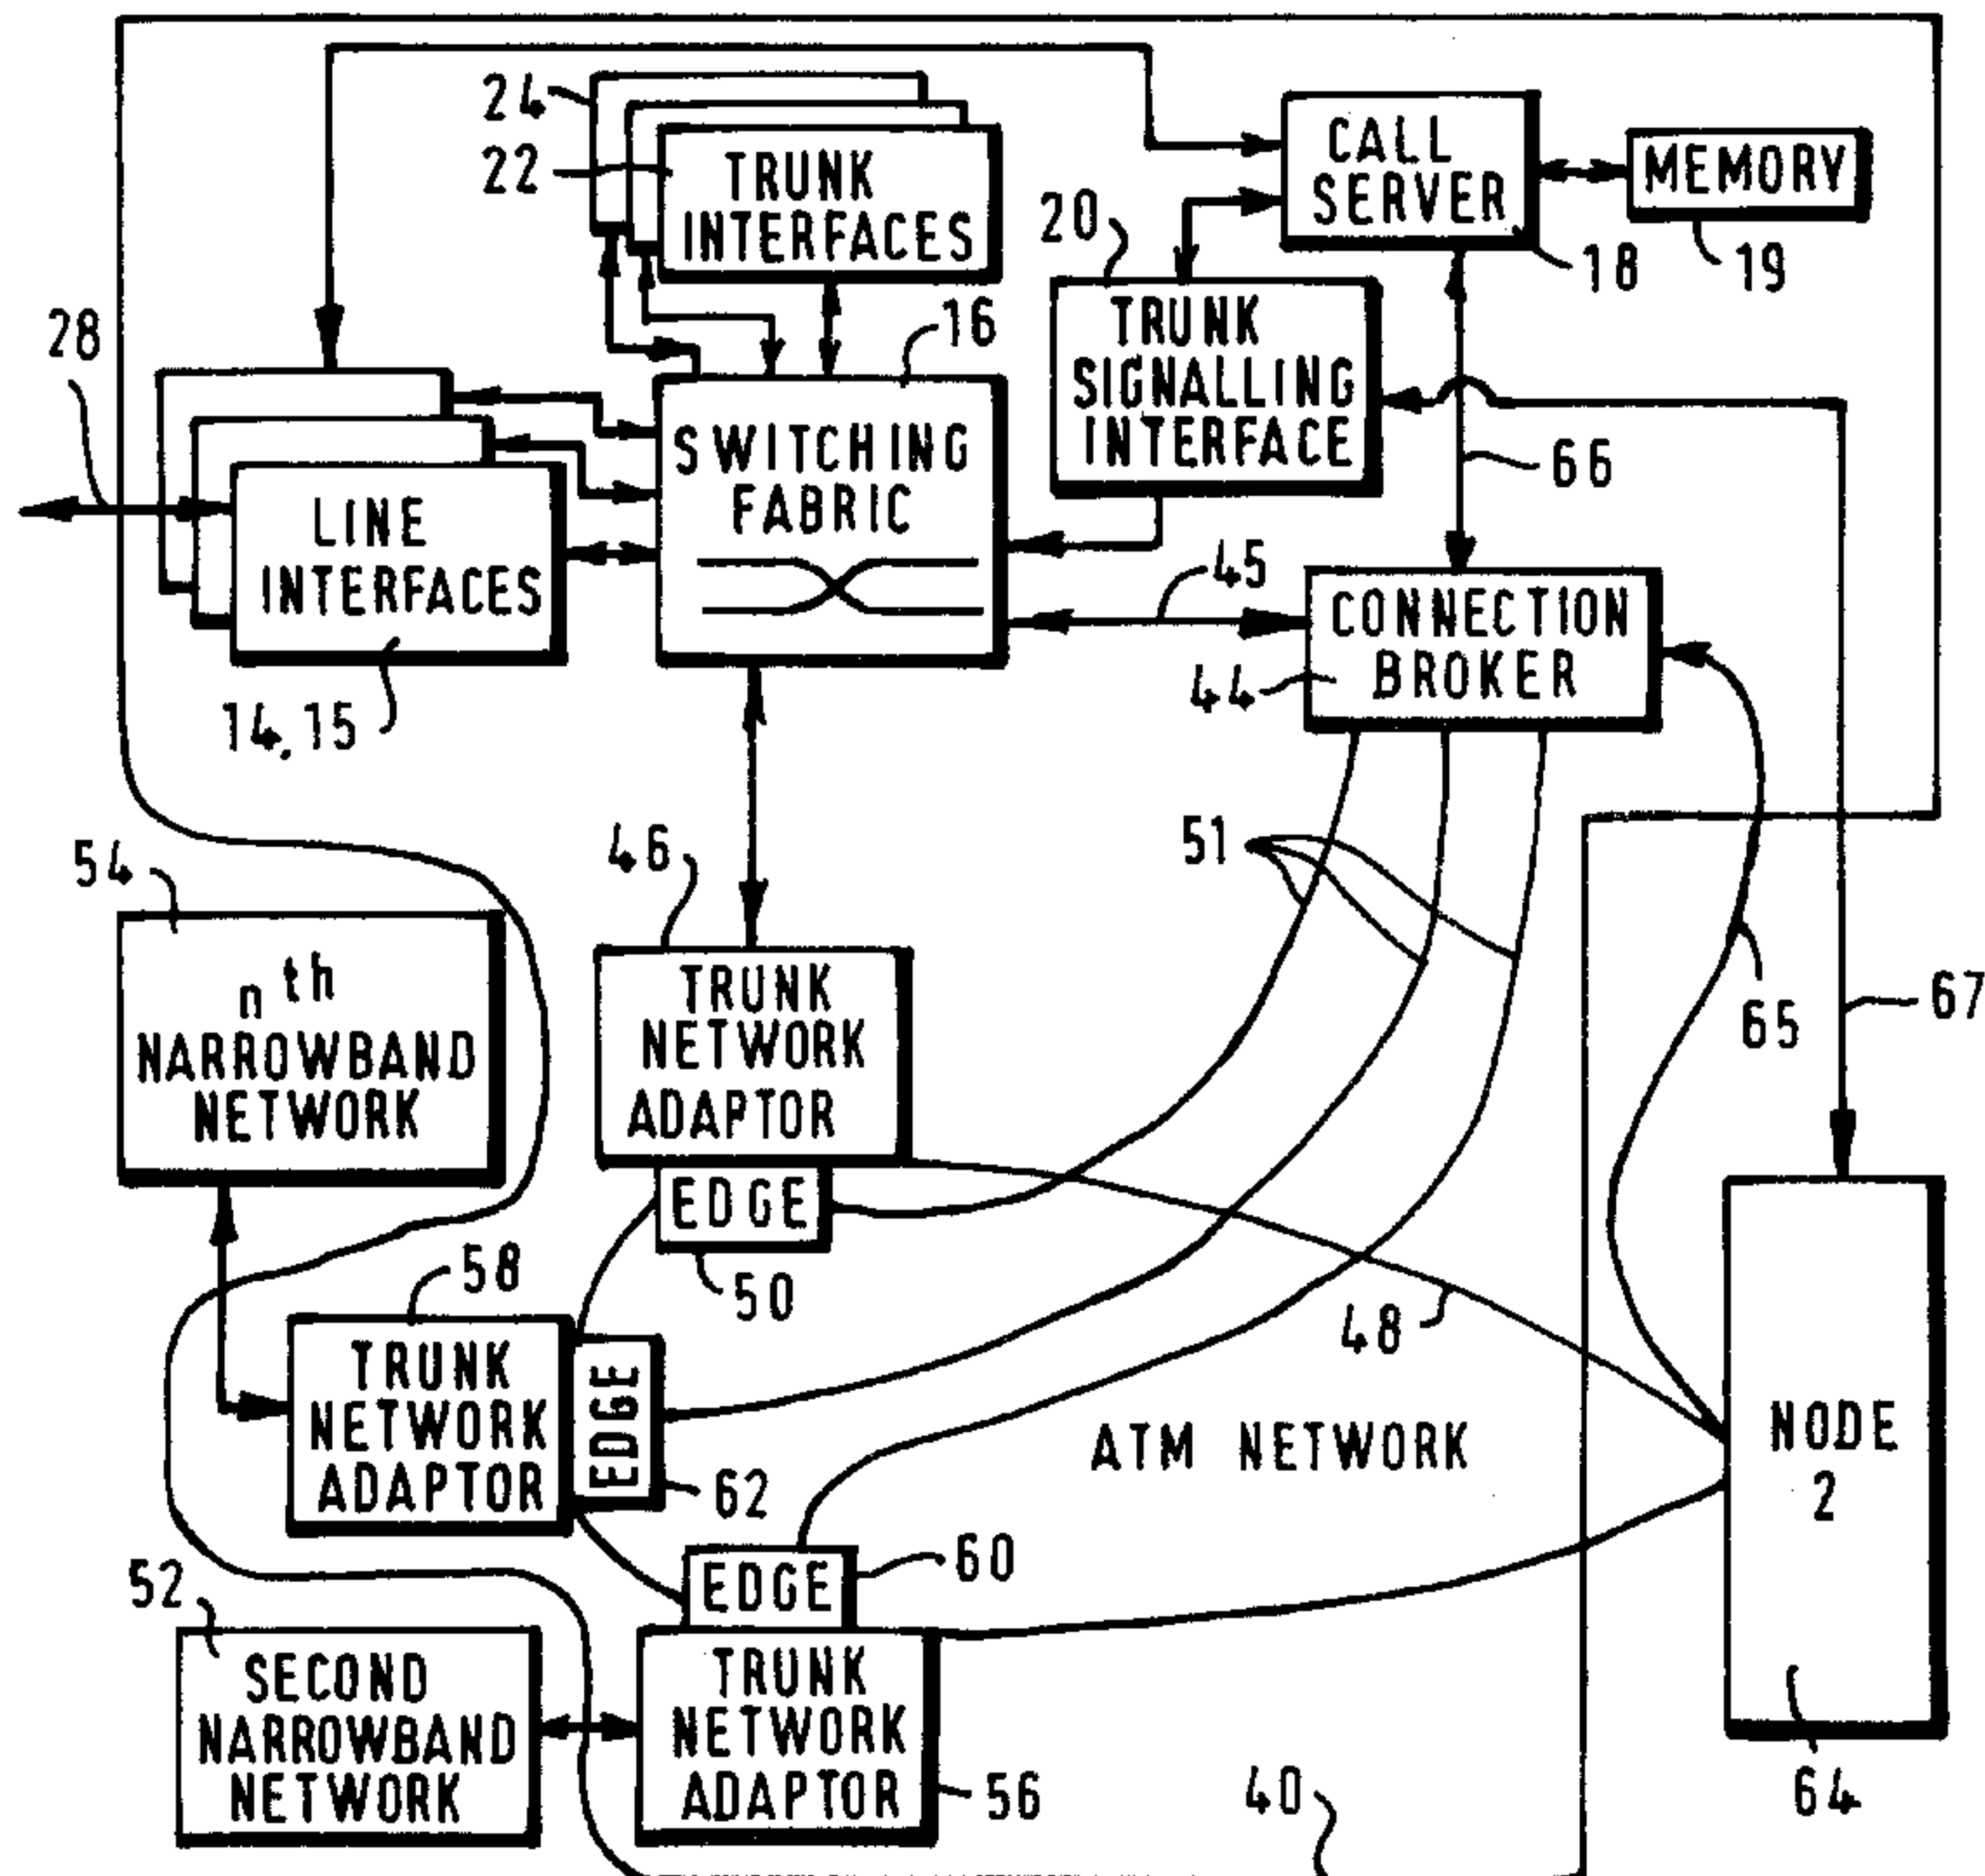 24
22
TRUNK
INTERFACES
CALL
SERVER
MEMORY
20
18
19
28
16
TRUNK
SIGNALLING
INTERFACE
66
LINE
INTERFACES
SWITCHING
FABRIC
45
CONNECTION
BROKER
44
14,15
54
46
51
nth
NARROWBAND
NETWORK
TRUNK
NETWORK
ADAPTOR
65
67
EDGE
50
58
48
TRUNK
NETWORK
ADAPTOR
EDGE
62
ATM NETWORK
NODE
2
52
EDGE
60
SECOND
NARROWBAND
NETWORK
TRUNK
NETWORK
ADAPTOR
56
40
64